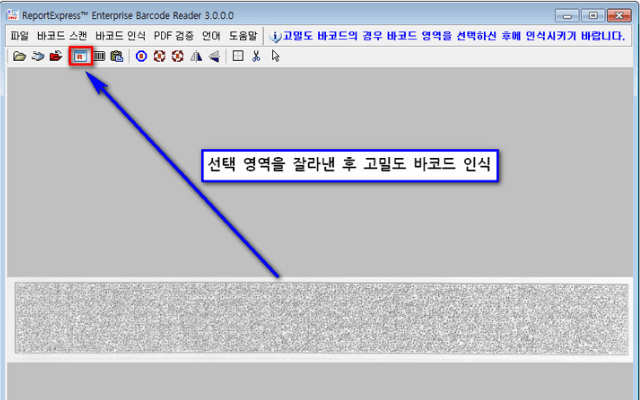 ReportExpress™ Enterprise Barcode Reader 3.0.0.0
파일 바코드 스캔 바코드 인식 PDF 검증 언어 도움말 고밀도 바코드의 경우 바코드 영역을 선택하신 후에 인식시키기 바랍니다.
선택 영역을 잘라낸 후 고밀도 바코드 인식